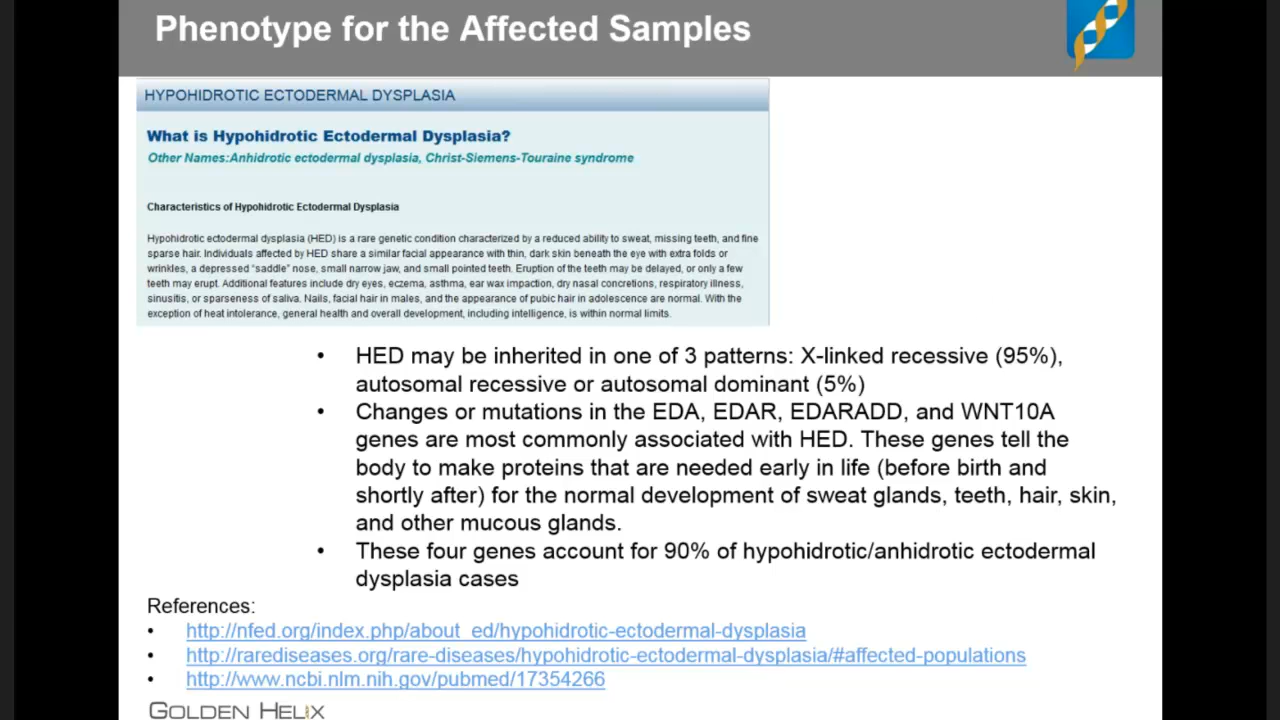 Phenotype for the Affected Samples
HYPOHIDROTIC ECTODERMAL DYSPLASIA
What is Hypohidrotic Ectodermal Dysplasia?
Other Names:Anhidrotic ectodermal dysplasia, Christ-Siemens-Touraine syndrome
Characteristics of Hypohidrotic Ectodermal Dysplasia
Hypohidrotic ectodermal dysplasia (HED) is a rare genetic condition characterized by a reduced ability to sweat, missing teeth, and fine
sparse hair. Individuals affected by HED share a similar facial appearance with thin, dark skin beneath the eye with extra folds or
wrinkles, a depressed "saddle" nose, small narrow jaw, and small pointed teeth. Eruption of the teeth may be delayed, or only a few
teeth may erupt. Additional features include dry eyes, eczema, asthma, ear wax impaction, dry nasal concretions, respiratory illness,
sinusitis, or sparseness of saliva. Nails, facial hair in males, and the appearance of pubic hair in adolescence are normal. With the
exception of heat intolerance, general health and overall development, including intelligence, is within normal limits.
• HED may be inherited in one of 3 patterns: X-linked recessive (95%),
autosomal recessive or autosomal dominant (5%)
• Changes or mutations in the EDA, EDAR, EDARADD, and WNT10A
genes are most commonly associated with HED. These genes tell the
body to make proteins that are needed early in life (before birth and
shortly after) for the normal development of sweat glands, teeth, hair, skin,
and other mucous glands.
• These four genes account for 90% of hypohidrotic/anhidrotic ectodermal
dysplasia cases
References:
• http://nfed.org/index.php/about_ed/hypohidrotic-ectodermal-dysplasia
• http://rarediseases.org/rare-diseases/hypohidrotic-ectodermal-dysplasia/#affected-populations
• http://www.ncbi.nlm.nih.gov/pubmed/17354266
GOLDEN HELIX